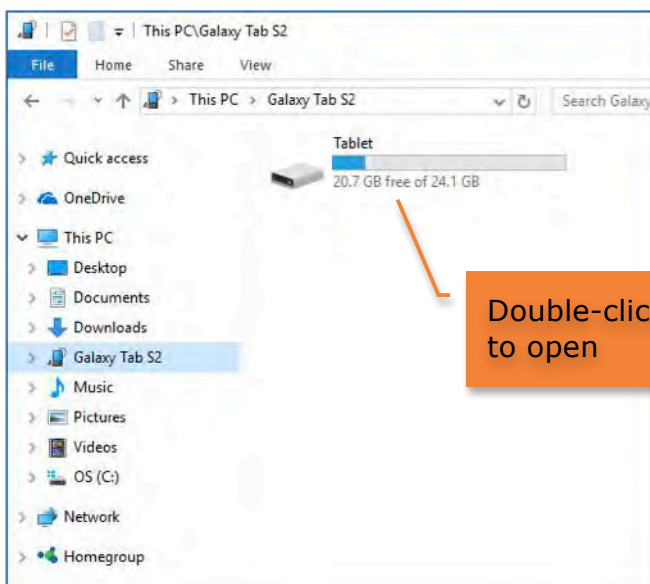 This PC\Galaxy Tab S2
File Home Share View
This PC > Galaxy Tab S2 Search Galaxy
Tablet
20.7 GB free of 24.1 GB
Quick access
OneDrive
This PC
Desktop
Documents
Downloads
Galaxy Tab S2
Music
Pictures
Videos
OS (C:)
Network
Homegroup
Double-clic
to open